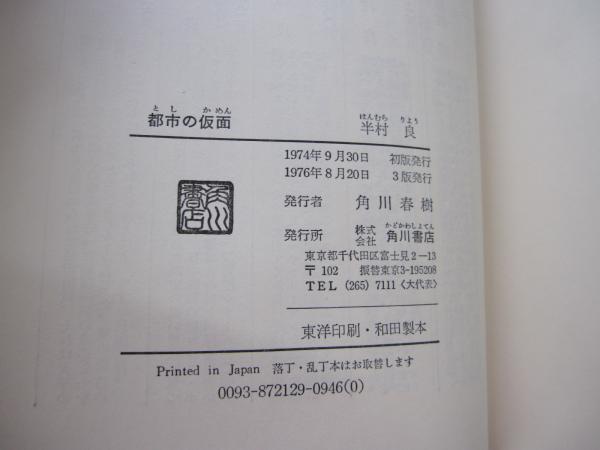 とし かめん
都市の仮面
はんむら りよう
半村 良
1974年9月30日 初版発行
1976年8月20日 3版発行
発行者 角川春樹
かどかわしよてん
発行所 株式会社 角川書店
東京都千代田区富士見2-13
〒102 振替東京3-195208
TEL (265) 7111〈大代表〉
東洋印刷・和田製本
Printed in Japan 落丁・乱丁本はお取替します
0093-872129-0946(0)
角川書店